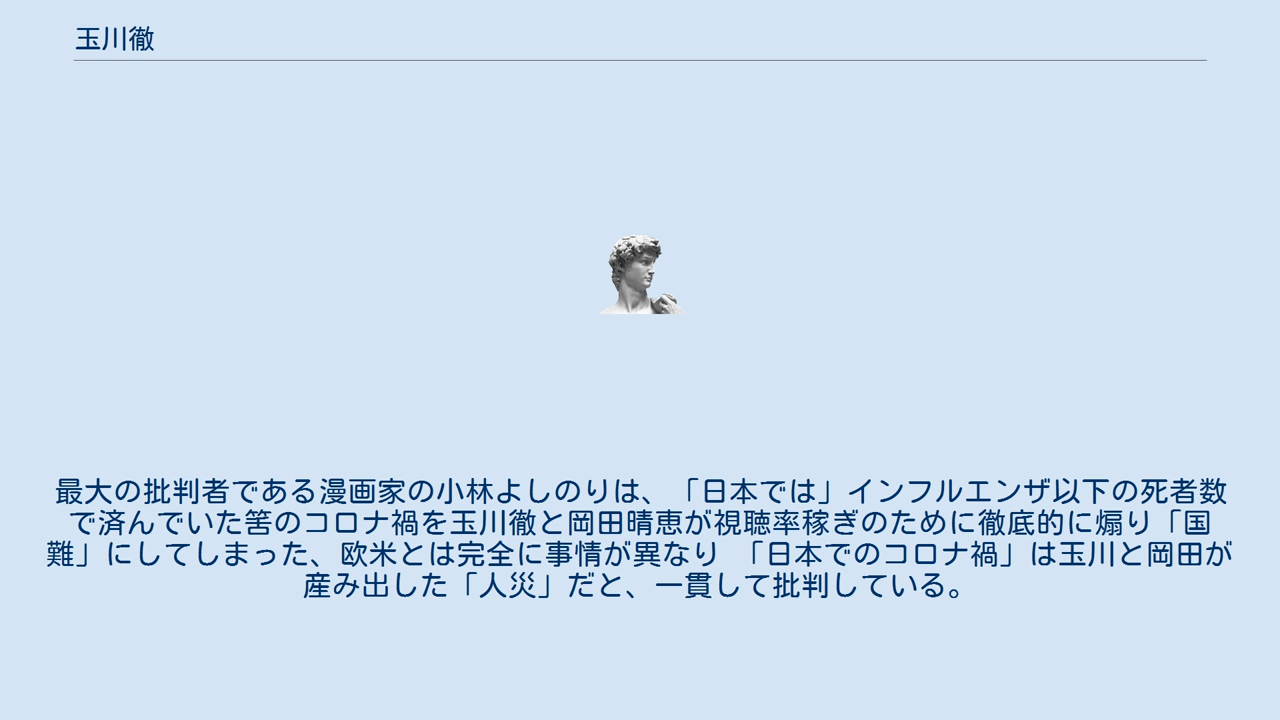 玉川徹
最大の批判者である漫画家の小林よしのりは、「日本では」インフルエンザ以下の死者数
で済んでいた筈のコロナ禍を玉川徹と岡田晴恵が視聴率稼ぎのために徹底的に煽り「国
難」にしてしまった、欧米とは完全に事情が異なり 「日本でのコロナ禍」は玉川と岡田が
産み出した「人災」だと、一貫して批判している。